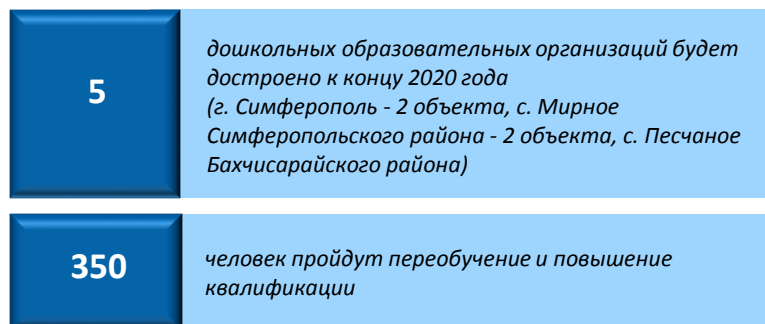 5
дошкольных образовательных организаций будет
достроено к концу 2020 года
(г. Симферополь - 2 объекта, с. Мирное
Симферопольского района - 2 объекта, с. Песчаное
Бахчисарайского района)
350
человек пройдут переобучение и повышение
квалификации